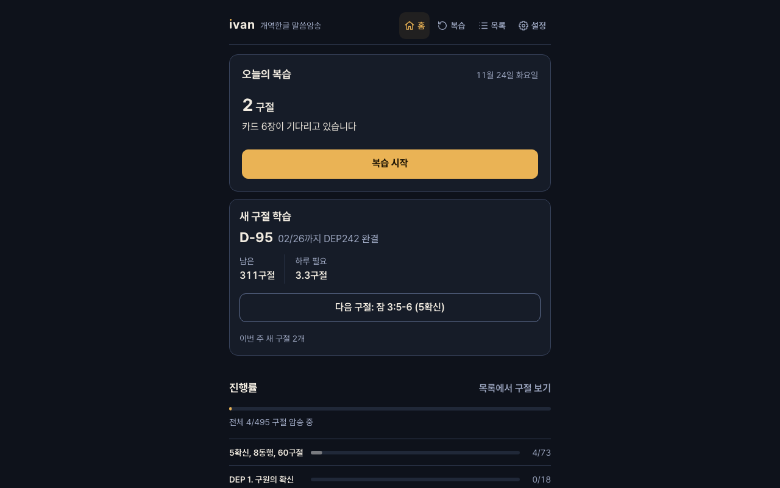 ivan 개역한글 말씀암송
홈
복습
목록
설정
오늘의 복습
11월 24일 화요일
2 구절
카드 6장이 기다리고 있습니다
복습 시작
새 구절 학습
D-95 02/26까지 DEP242 완결
남은
311구절
하루 필요
3.3구절
다음 구절: 잠 3:5-6 (5확신)
이번 주 새 구절 2개
진행률
목록에서 구절 보기
전체 4/495 구절 암송 중
5확신, 8동행, 60구절
4/73
DEP 1. 구원의 확신
0/18